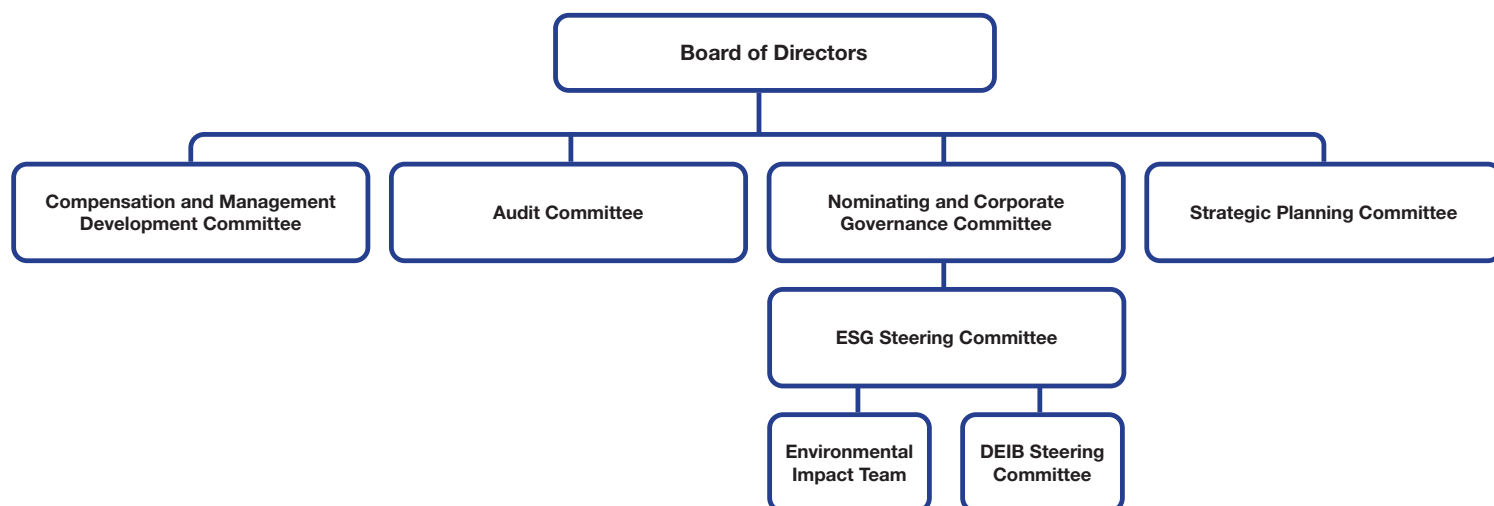 Board of Directors
Compensation and Management
Development Committee
Audit Committee
Nominating and Corporate
Governance Committee
Strategic Planning Committee
ESG Steering Committee
Environmental
Impact Team
DEIB Steering
Committee